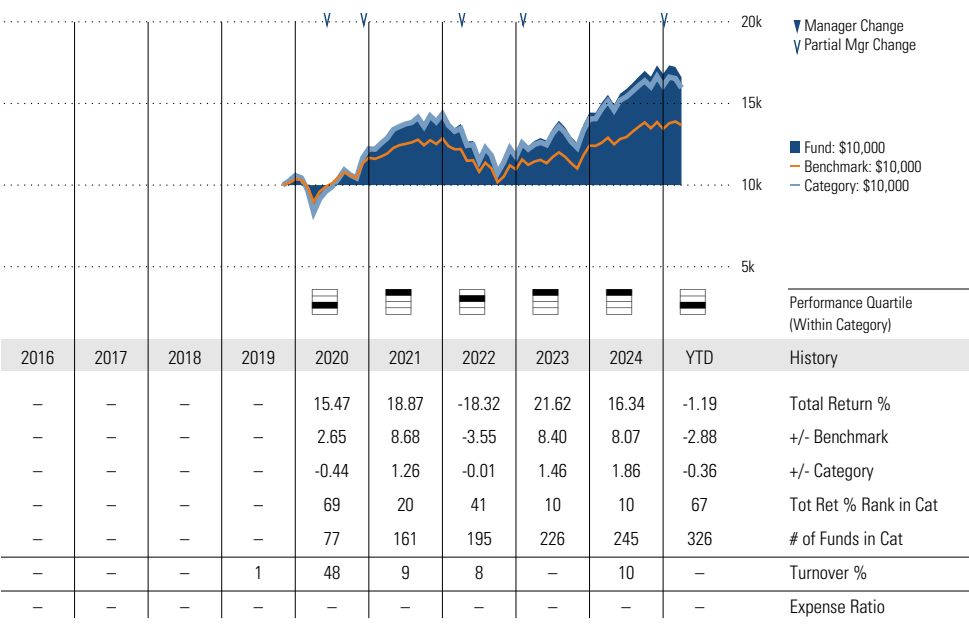 20k
Manager Change
Partial Mgr Change
15k
Fund: $10,000
Benchmark: $10,000
10k
Category: $10,000
5k
Performance Quartile
(Within Category)
2016 2017 2018 2019 2020 2021 2022 2023 2024 YTD History
– – – – 15.47 18.87 -18.32 21.62 16.34 -1.19 Total Return %
– – – – 2.65 8.68 -3.55 8.40 8.07 -2.88 +/- Benchmark
– – – – -0.44 1.26 -0.01 1.46 1.86 -0.36 +/- Category
– – – – 69 20 41 10 10 67 Tot Ret % Rank in Cat
– – – – 77 161 195 226 245 326 # of Funds in Cat
– – – 1 48 9 8 – 10 – Turnover %
– – – – – – – – – – Expense Ratio